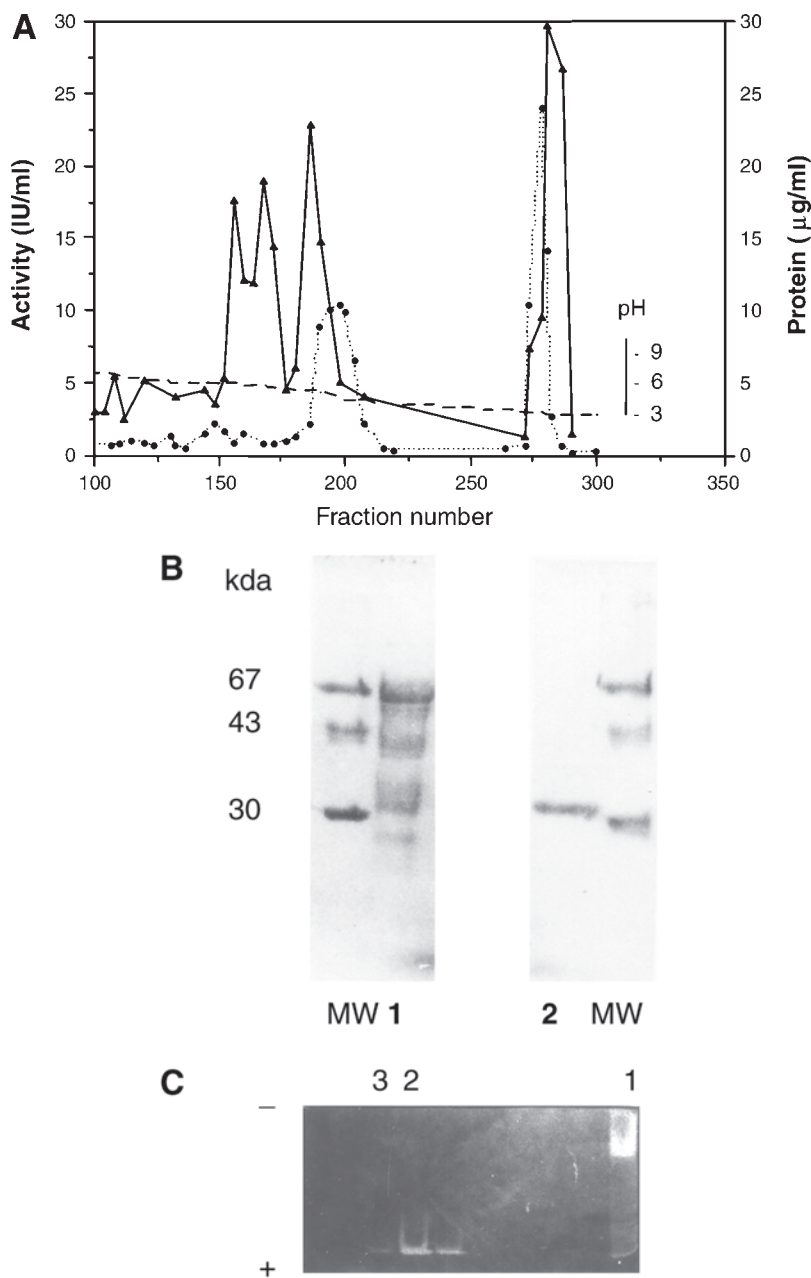 A
30
25
20
15
10
5
0
Activity (IU/ml)
30
25
20
15
10
5
0
Protein ( μg/ml)
pH
- 9
- 6
- 3
100 150 200 250 300 350
Fraction number
B
kda
67
43
30
MW 1 2 MW
C
3 2 1
–
+